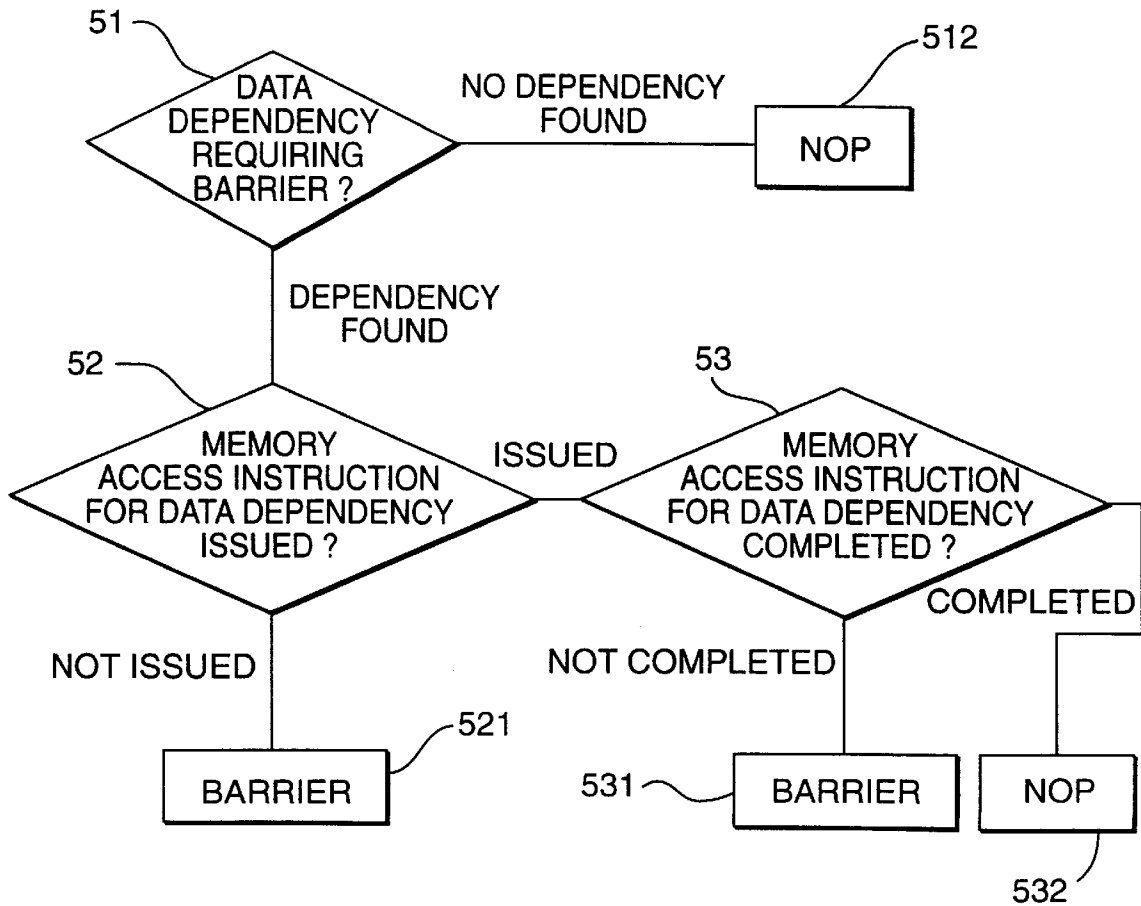 51
DATA
DEPENDENCY
REQUIRING
BARRIER ?
NO DEPENDENCY
FOUND
512
NOP
DEPENDENCY
FOUND
52
MEMORY
ACCESS INSTRUCTION
FOR DATA DEPENDENCY
ISSUED ?
ISSUED
53
MEMORY
ACCESS INSTRUCTION
FOR DATA DEPENDENCY
COMPLETED ?
COMPLETED
NOT ISSUED
NOT COMPLETED
521
BARRIER
531
BARRIER
NOP
532